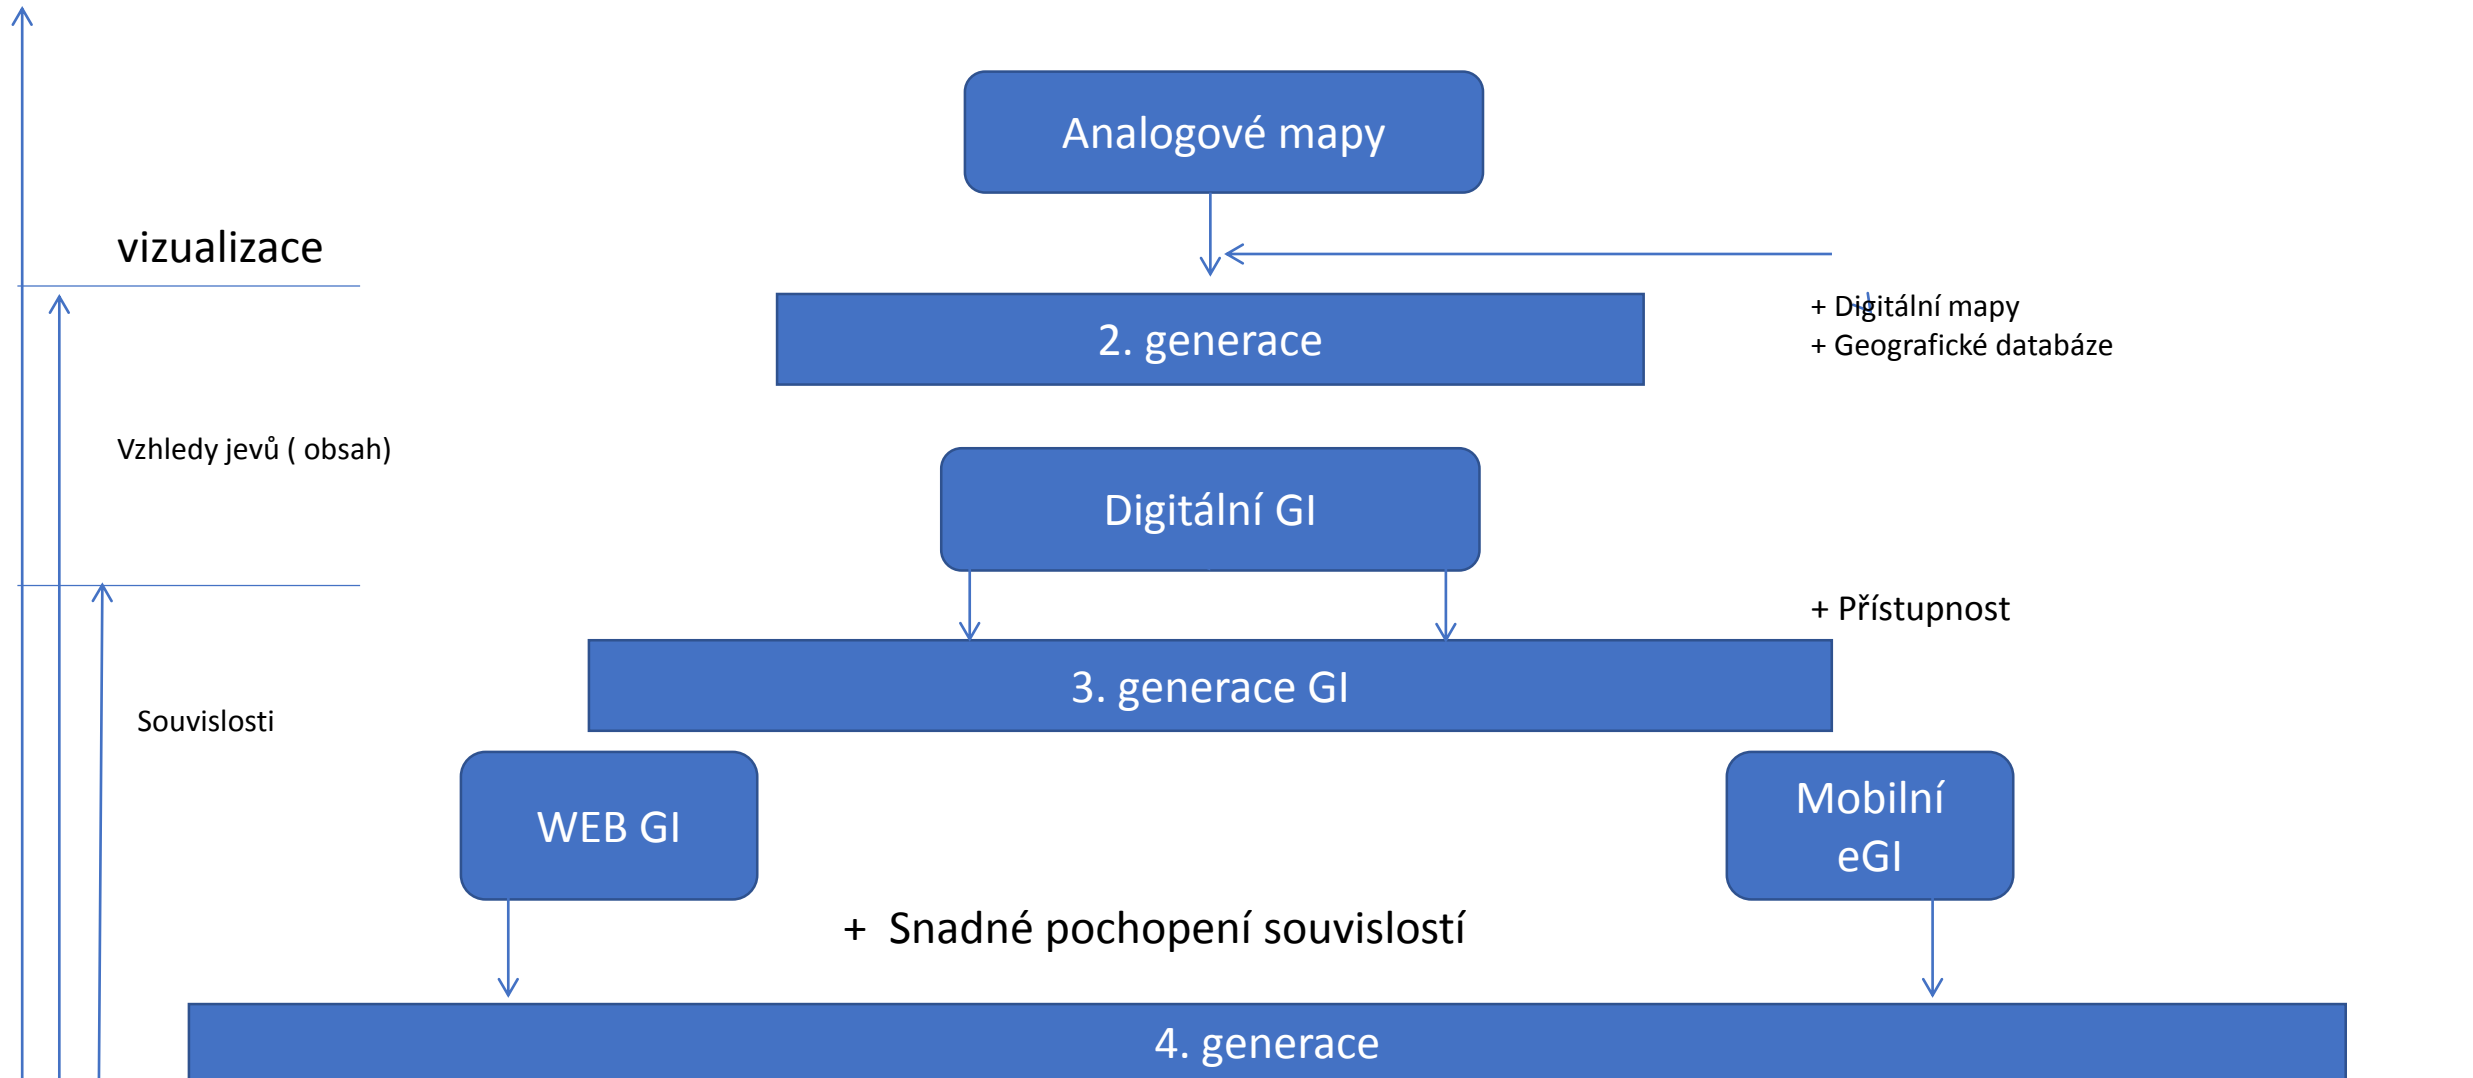 Analogové mapy
vizualizace
+ Digitální mapy
2. generace
+ Geografické databáze
Vzhledy jevů ( obsah)
Digitální GI
+ Přístupnost
3. generace GI
Souvislosti
WEB GI
Mobilní
eGI
+ Snadné pochopení souvislostí
4. generace